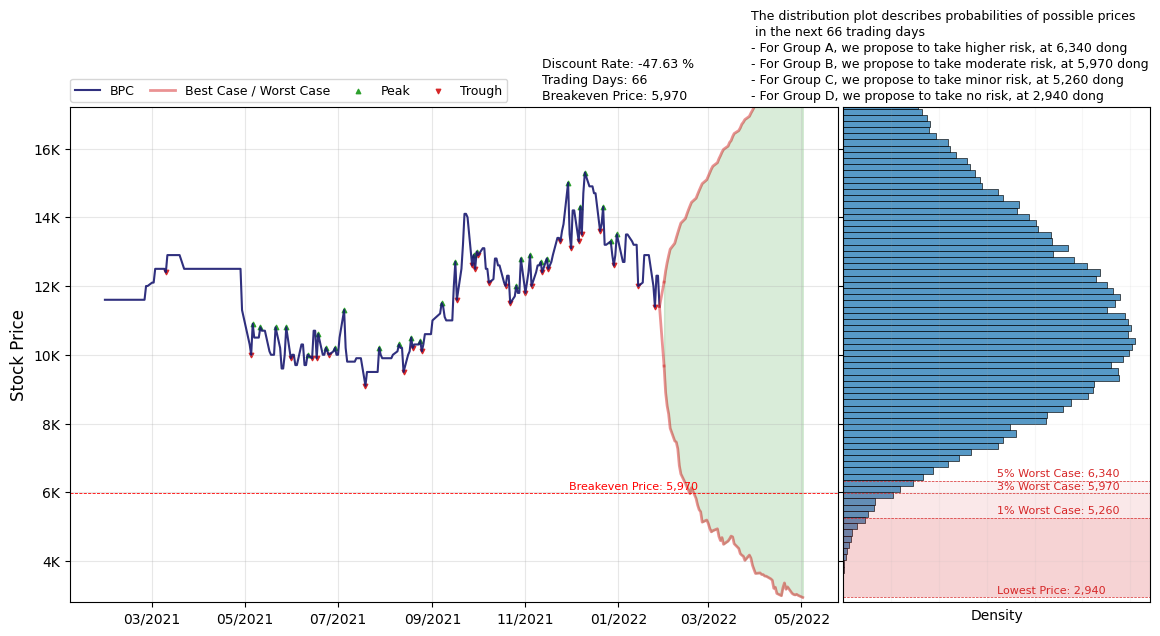 The distribution plot describes probabilities of possible prices
in the next 66 trading days
- For Group A, we propose to take higher risk, at 6,340 dong
- For Group B, we propose to take moderate risk, at 5,970 dong
- For Group C, we propose to take minor risk, at 5,260 dong
- For Group D, we propose to take no risk, at 2,940 dong
Discount Rate: -47.63 %
Trading Days: 66
Breakeven Price: 5,970
BPC
Best Case / Worst Case
Peak
Trough
Stock Price
16K
14K
12K
10K
8K
6K
4K
Breakeven Price: 5,970
5% Worst Case: 6,340
3% Worst Case: 5,970
1% Worst Case: 5,260
Lowest Price: 2,940
03/2021
05/2021
07/2021
09/2021
11/2021
01/2022
03/2022
05/2022
Density